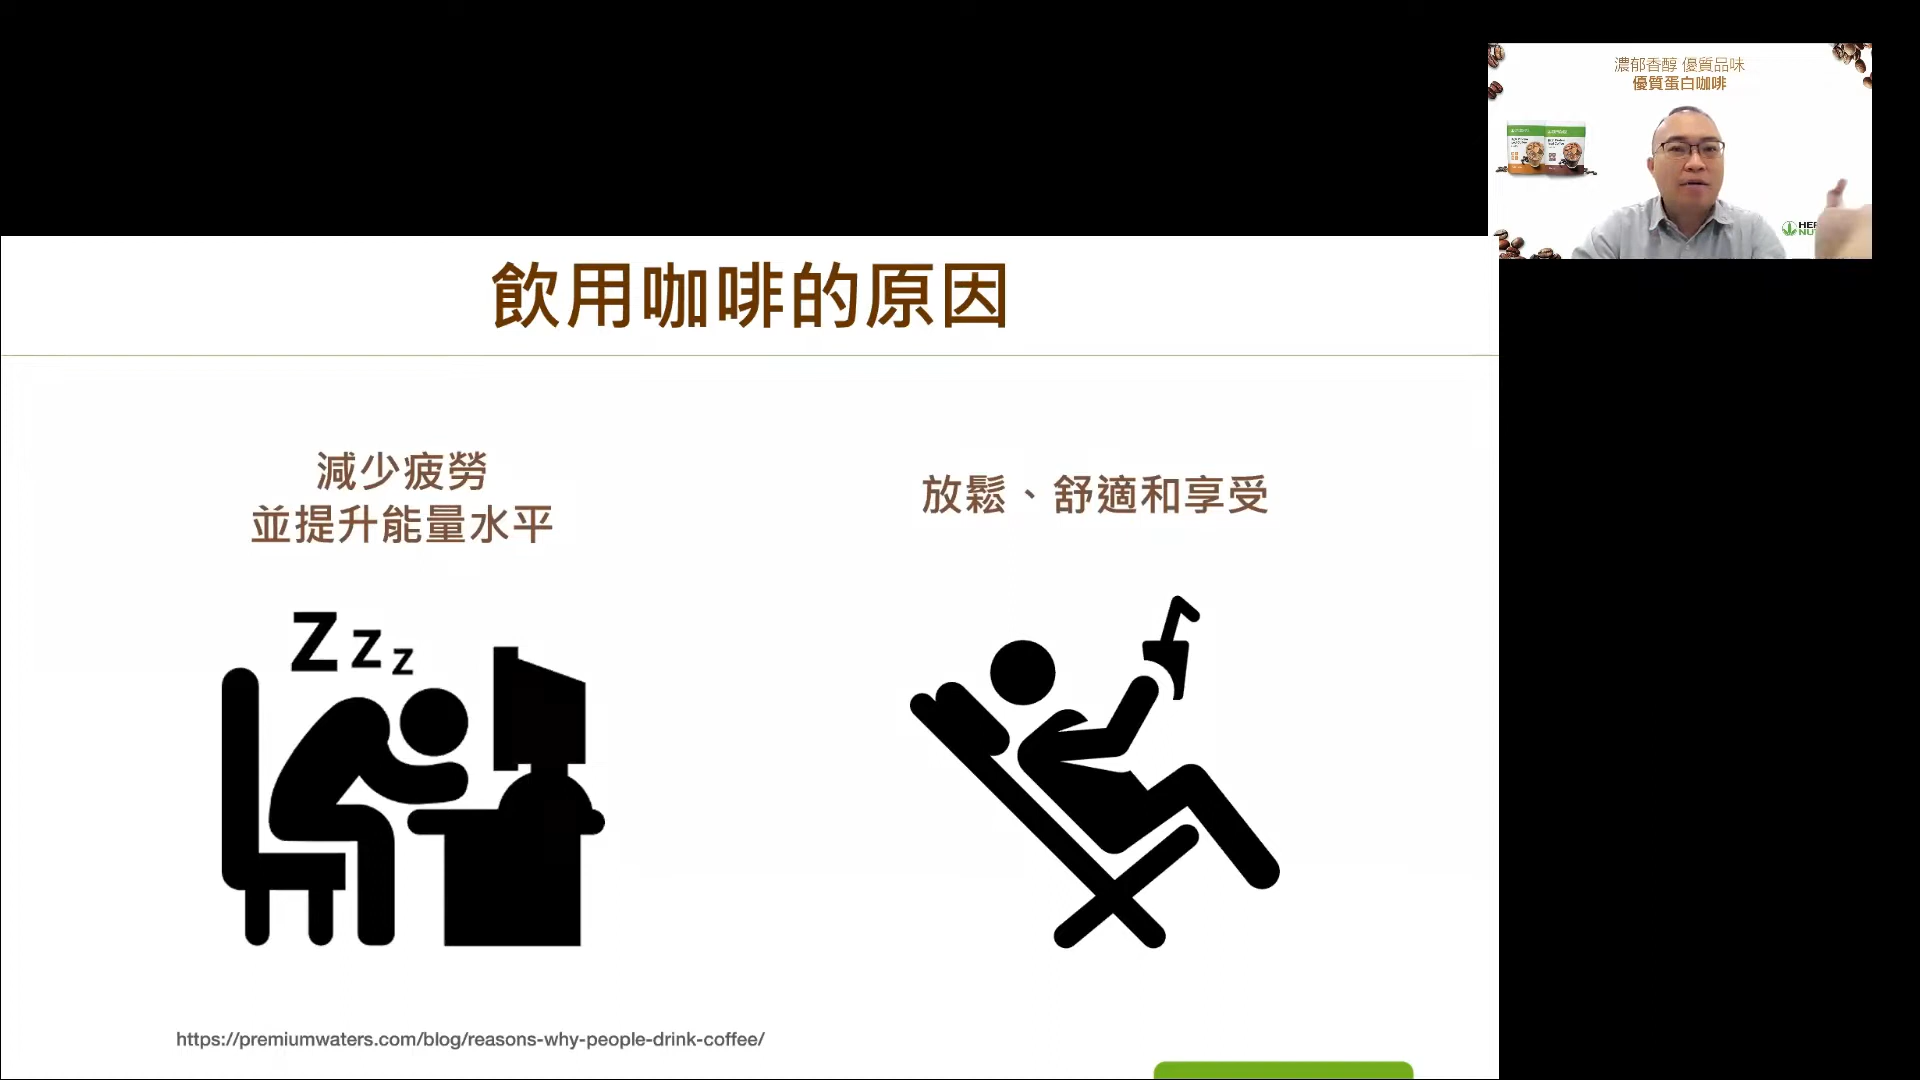 濃郁香醇 優質品味
優質蛋白咖啡
飲用咖啡的原因
減少疲勞
並提升能量水平
放鬆、舒適和享受
Z z z
https://premiumwaters.com/blog/reasons-why-people-drink-coffee/